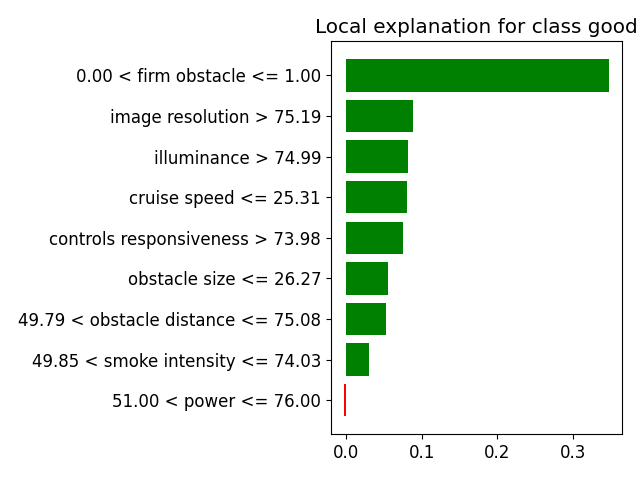 Local explanation for class good
0.00 < firm obstacle <= 1.00
image resolution > 75.19
illuminance > 74.99
cruise speed <= 25.31
controls responsiveness > 73.98
obstacle size <= 26.27
49.79 < obstacle distance <= 75.08
49.85 < smoke intensity <= 74.03
51.00 < power <= 76.00
0.0 0.1 0.2 0.3